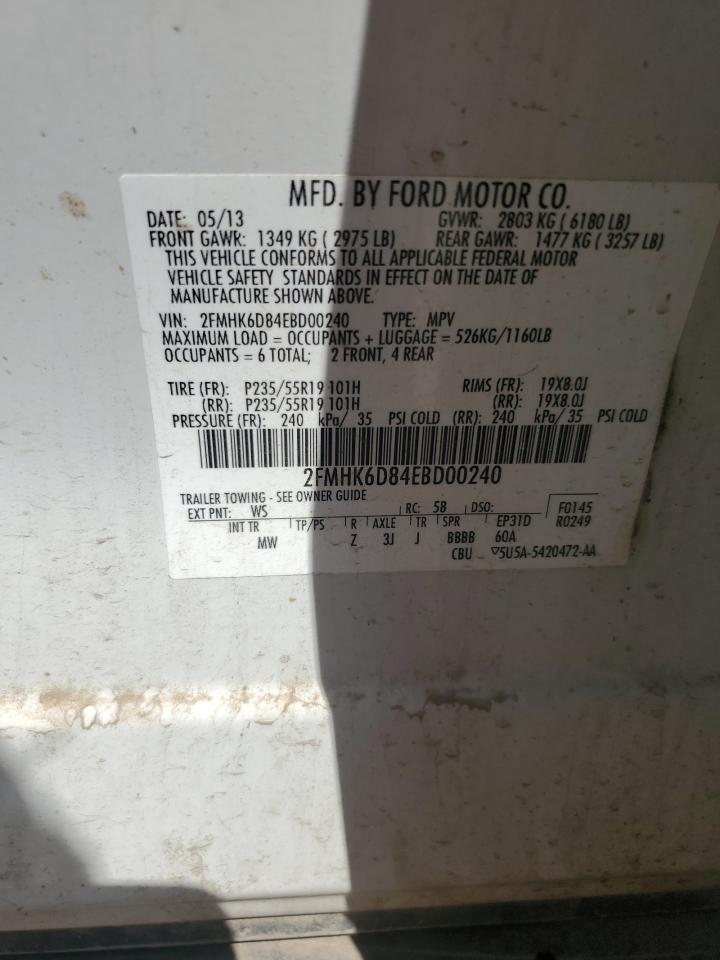 MFD. BY FORD MOTOR CO.
DATE: 05/13 GVWR: 2803 KG ( 6180 LB)
FRONT GAWR: 1349 KG ( 2975 LB) REAR GAWR: 1477 KG ( 3257 LB)
THIS VEHICLE CONFORMS TO ALL APPLICABLE FEDERAL MOTOR
VEHICLE SAFETY STANDARDS IN EFFECT ON THE DATE OF
MANUFACTURE SHOWN ABOVE.
VIN: 2FMHK6D84EBD00240 TYPE: MPV
MAXIMUM LOAD = OCCUPANTS + LUGGAGE = 526KG/1160LB
OCCUPANTS = 6 TOTAL; 2 FRONT, 4 REAR
TIRE (FR): P235/55R19 101H RIMS (FR): 19X8.0J
(RR): P235/55R19 101H (RR): 19X8.0J
PRESSURE (FR): 240 kPa/ 35 PSI COLD (RR): 240 kPa/ 35 PSI COLD
2FMHK6D84EBD00240
TRAILER TOWING - SEE OWNER GUIDE
EXT PNT: WS RC: 58 DSO: F0145
INT TR TP/PS R AXLE TR SPR EP31D R0249
MW Z 3J J BBBB 60A
CBU ▽5U5A-5420472-AA